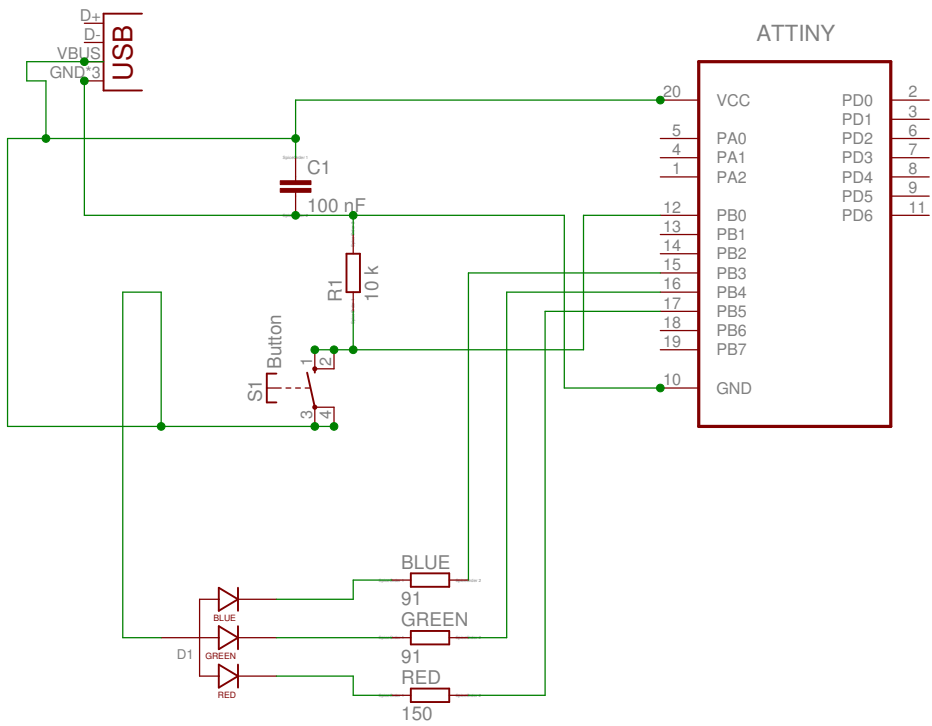 D+
D-
VBUS
GND*3
USB
ATTINY
20
VCC
5
PA0
4
PA1
1
PA2
12
PB0
13
PB1
14
PB2
15
PB3
16
PB4
17
PB5
18
PB6
19
PB7
10
GND
PD0
2
PD1
3
PD2
6
PD3
7
PD4
8
PD5
9
PD6
11
C1
100 nF
R1
10 k
Button
S1
1
2
3
4
BLUE
91
GREEN
91
RED
150
D1
BLUE
GREEN
RED